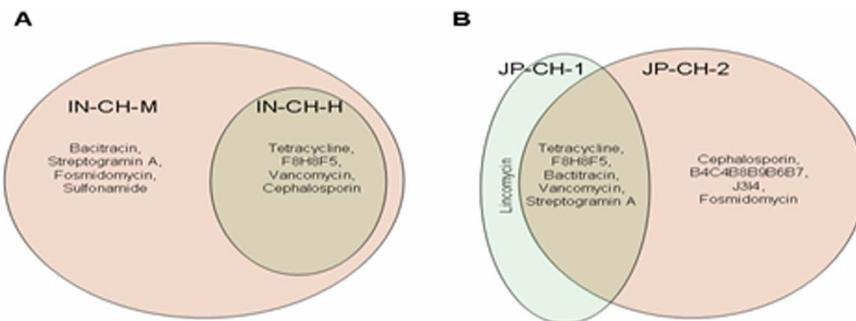 A
IN-CH-M
Bacitracin,
Streptogramin A,
Fosmidomycin,
Sulfonamide
IN-CH-H
Tetracycline,
F8H8F5,
Vancomycin,
Cephalosporin
B
JP-CH-1
Lincomycin
Tetracycline,
F8H8F5,
Bactitracin,
Vancomycin,
Streptogramin A
JP-CH-2
Cephalosporin,
B4C4B8B9B6B7,
J3I4,
Fosmidomycin